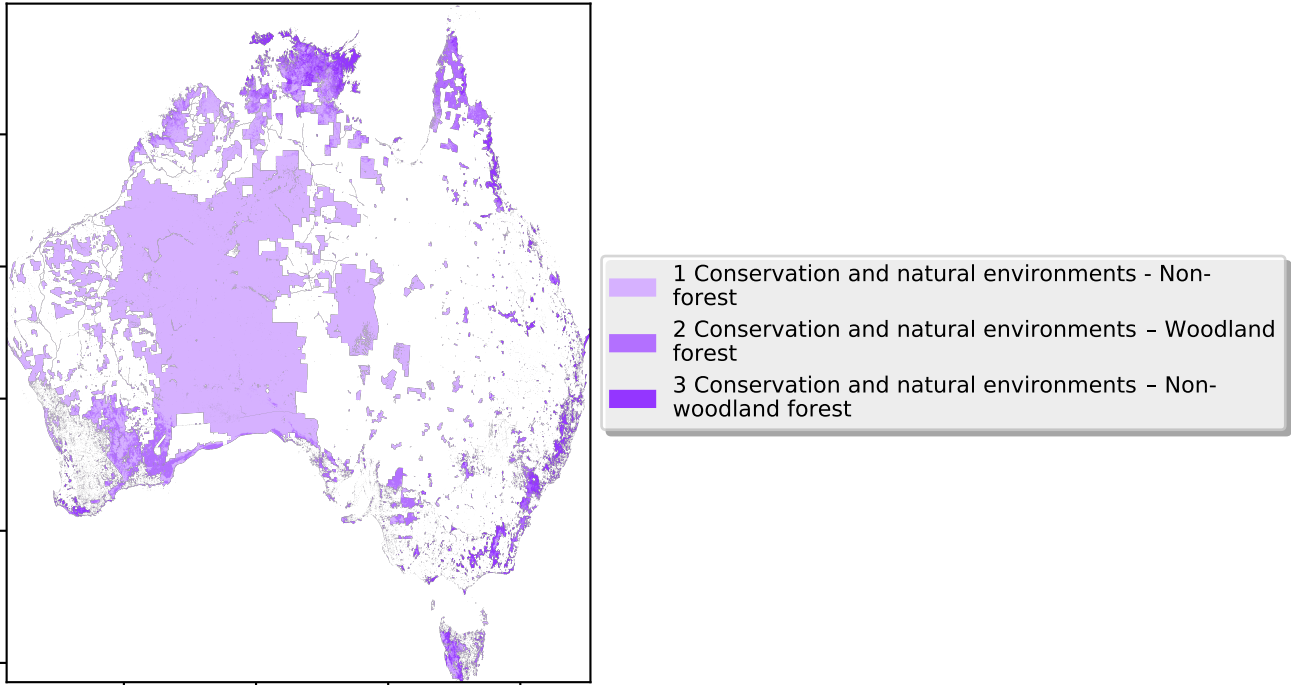 1 Conservation and natural environments - Non-
forest
2 Conservation and natural environments – Woodland
forest
3 Conservation and natural environments – Non-
woodland forest